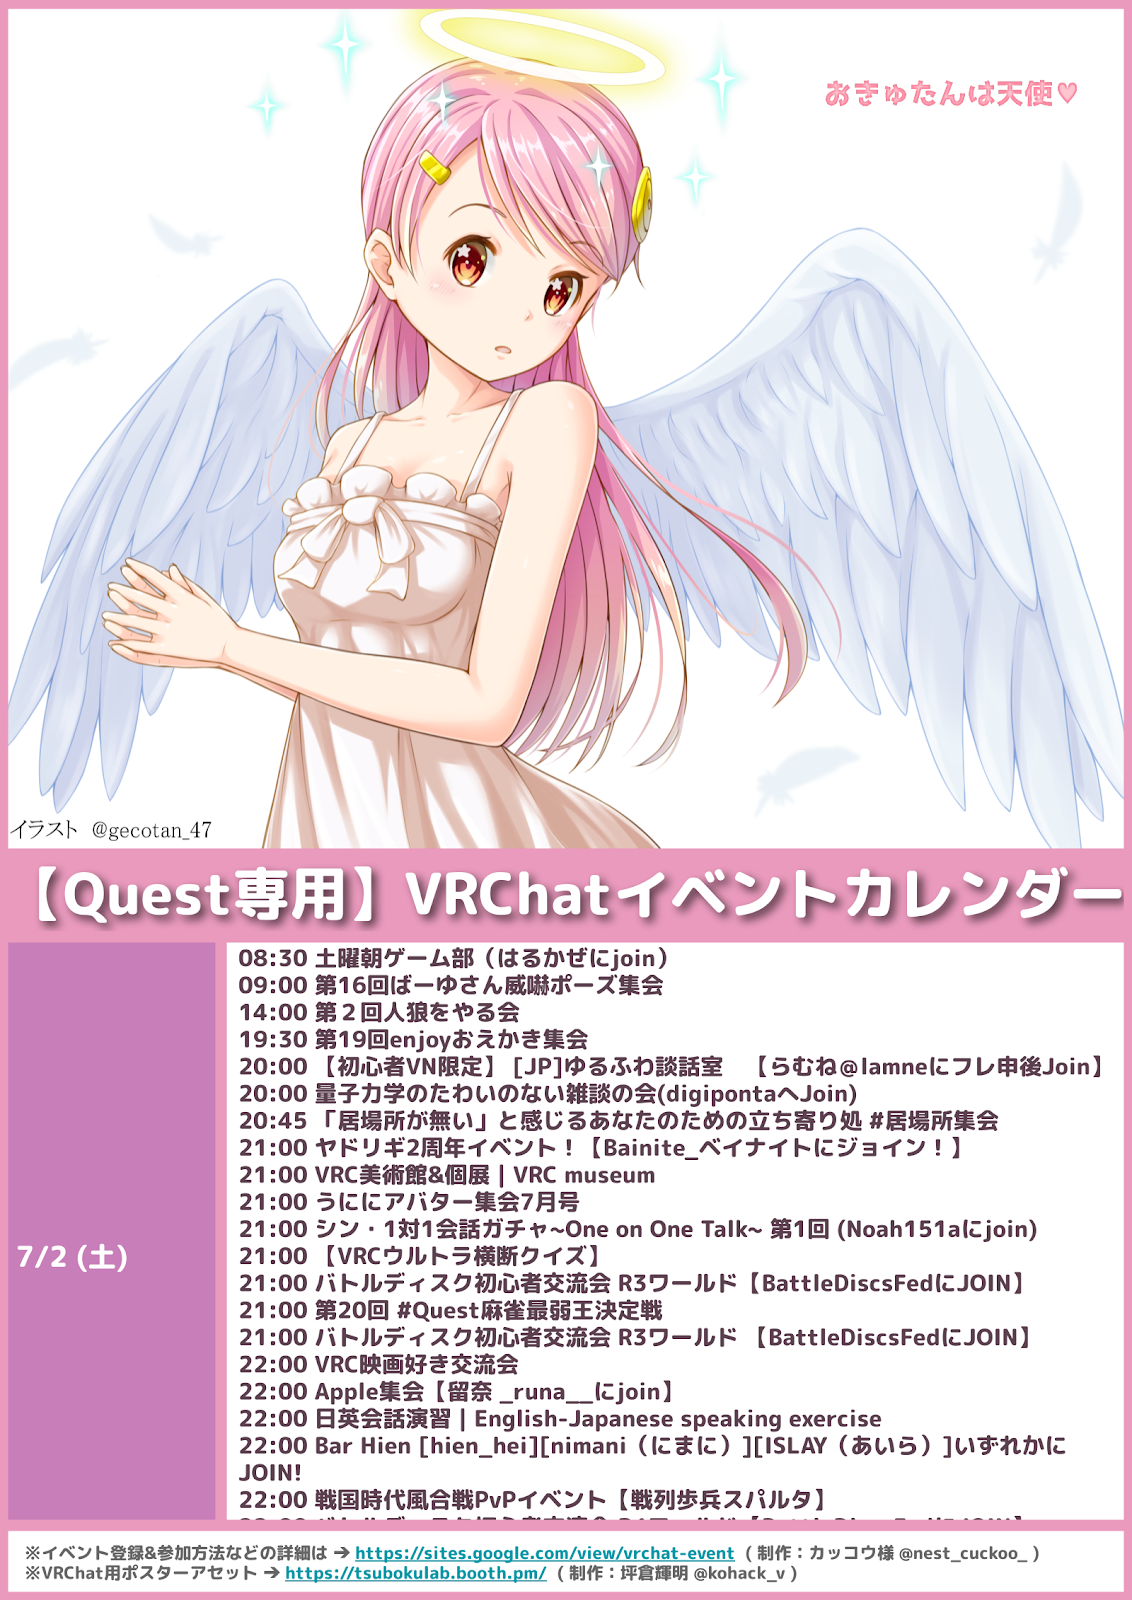 おきゅたんは天使♥
イラスト @gecotan_47
【Quest専用】VRChatイベントカレンダー
7/2 (土)
08:30 土曜朝ゲーム部（はるかぜにjoin）
09:00 第16回ばーゆさん威嚇ポーズ集会
14:00 第２回人狼をやる会
19:30 第19回enjoyおえかき集会
20:00 【初心者VN限定】 [JP]ゆるふわ談話室　【らむね@lamneにフレ申後Join】
20:00 量子力学のたわいのない雑談の会(digipontaへJoin)
20:45 「居場所が無い」と感じるあなたのための立ち寄り処 #居場所集会
21:00 ヤドリギ2周年イベント！【Bainite_ベイナイトにジョイン！】
21:00 VRC美術館&個展 | VRC museum
21:00 うににアバター集会7月号
21:00 シン・1対1会話ガチャ~One on One Talk~ 第1回 (Noah151aにjoin)
21:00 【VRCウルトラ横断クイズ】
21:00 バトルディスク初心者交流会 R3ワールド【BattleDiscsFedにJOIN】
21:00 第20回 #Quest麻雀最弱王決定戦
21:00 バトルディスク初心者交流会 R3ワールド 【BattleDiscsFedにJOIN】
22:00 VRC映画好き交流会
22:00 Apple集会【留奈 _runa__にjoin】
22:00 日英会話演習 | English-Japanese speaking exercise
22:00 Bar Hien [hien_hei][nimani（にまに）][ISLAY（あいら）]いずれかに
JOIN!
22:00 戦国時代風合戦PvPイベント【戦列歩兵スパルタ】
※イベント登録&参加方法などの詳細は ➔ https://sites.google.com/view/vrchat-event ( 制作：カッコウ様 @nest_cuckoo_ )
※VRChat用ポスターアセット ➔ https://tsubokulab.booth.pm/ ( 制作：坪倉輝明 @kohack_v )